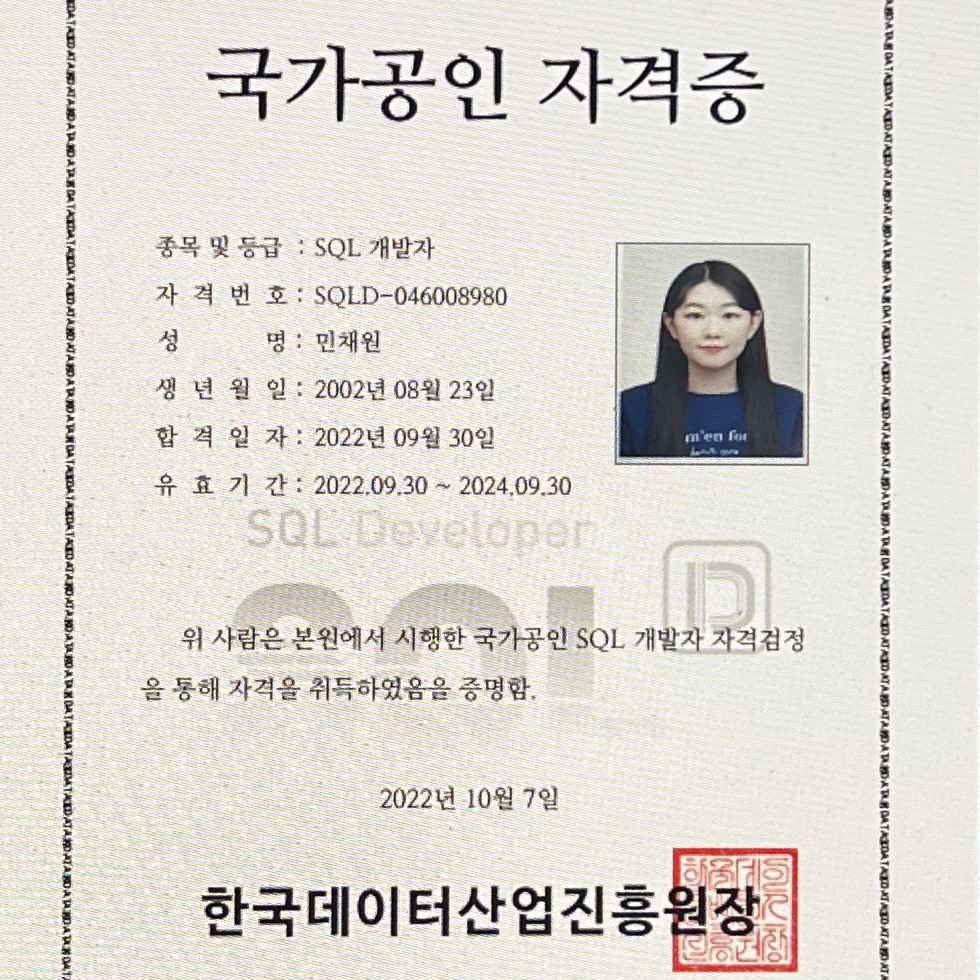 국가공인 자격증
종목 및 등급 : SQL 개발자
자 격 번 호 : SQLD-046008980
성 명 : 민채원
생 년 월 일 : 2002년 08월 23일
합 격 일 자 : 2022년 09월 30일
유 효 기 간 : 2022.09.30 ~ 2024.09.30
m'en for
SQL Developer
위 사람은 본원에서 시행한 국가공인 SQL 개발자 자격검정
을 통해 자격을 취득하였음을 증명함.
2022년 10월 7일
한국데이터산업진흥원장